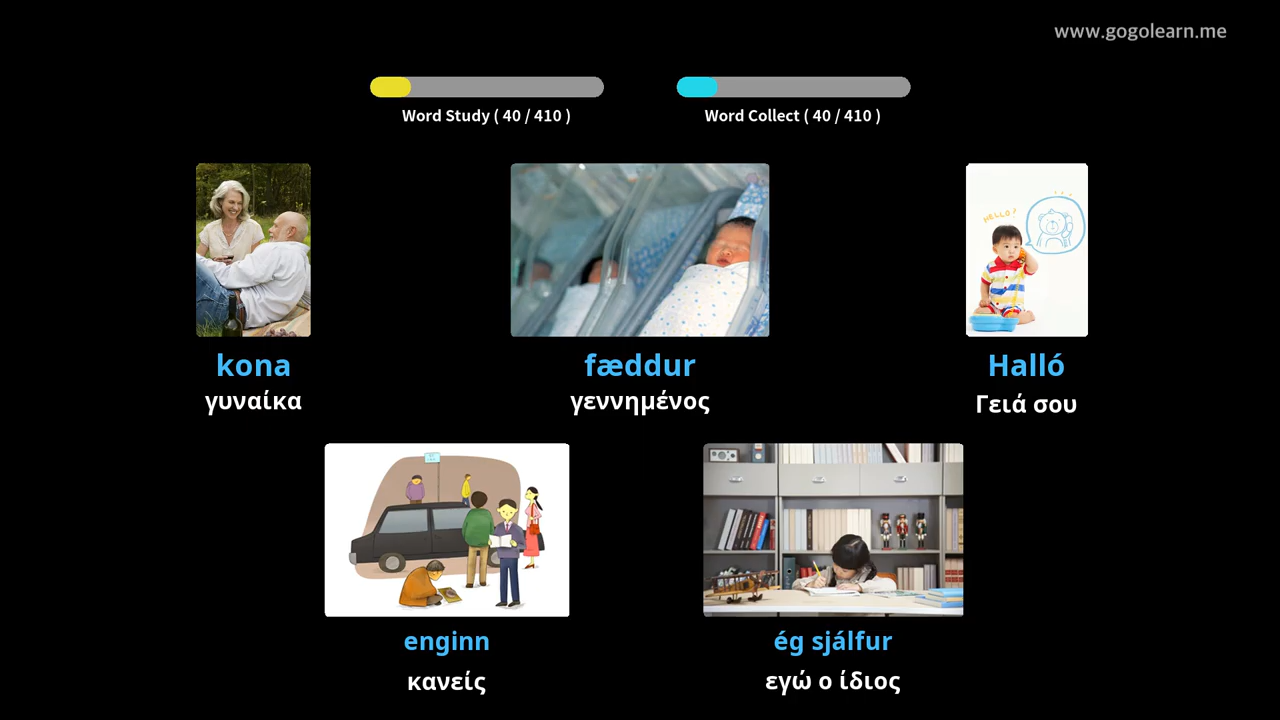 www.gogolearn.me
Word Study ( 40 / 410 )
Word Collect ( 40 / 410 )
HELLO?
kona
γυναίκα
fæddur
γεννημένος
Halló
Γειά σου
enginn
κανείς
ég sjálfur
εγώ ο ίδιος